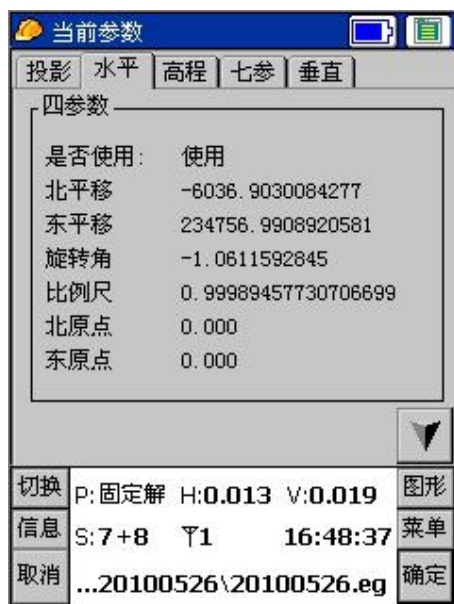 当前参数
投影 水平 高程 七参 垂直
四参数
是否使用: 使用
北平移 -6036.9030084277
东平移 234756.9908920581
旋转角 -1.0611592845
比例尺 0.99989457730706699
北原点 0.000
东原点 0.000
切换 P:固定解 H:0.013 V:0.019 图形
信息 S:7+8 1 16:48:37 菜单
取消 ...20100526\20100526.eg 确定